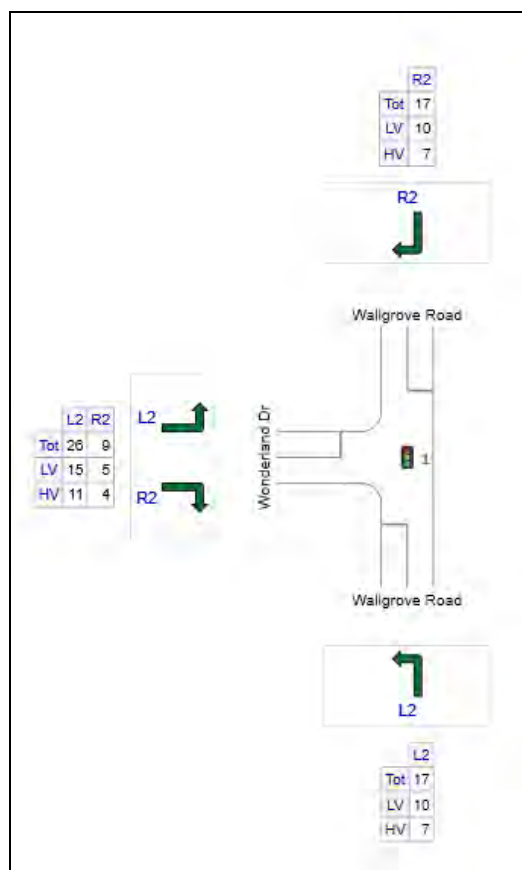 R2
Tot 17
LV 10
HV 7
R2
Wallgrove Road
L2 R2
Tot 26 9
LV 15 5
HV 11 4
L2
R2
Wonderland Dr
1
Wallgrove Road
L2
L2
Tot 17
LV 10
HV 7